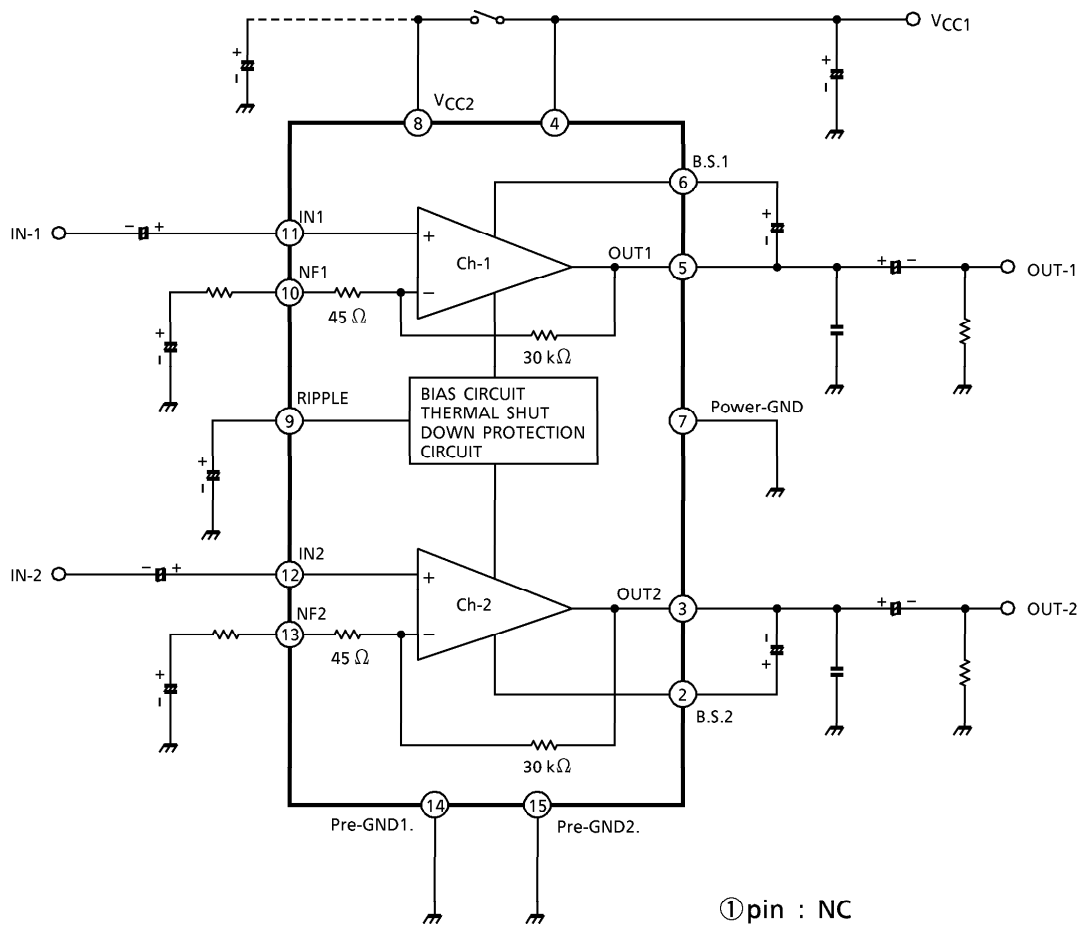 VCC1
VCC2
8
4
B.S.1
6
IN-1
IN1
11
+
Ch-1
OUT1
5
OUT-1
NF1
10
45 Ω
−
30 kΩ
RIPPLE
9
BIAS CIRCUIT
THERMAL SHUT
DOWN PROTECTION
CIRCUIT
Power-GND
7
IN-2
IN2
12
+
Ch-2
OUT2
3
OUT-2
NF2
13
45 Ω
−
2
B.S.2
30 kΩ
14
15
Pre-GND1.
Pre-GND2.
①pin : NC